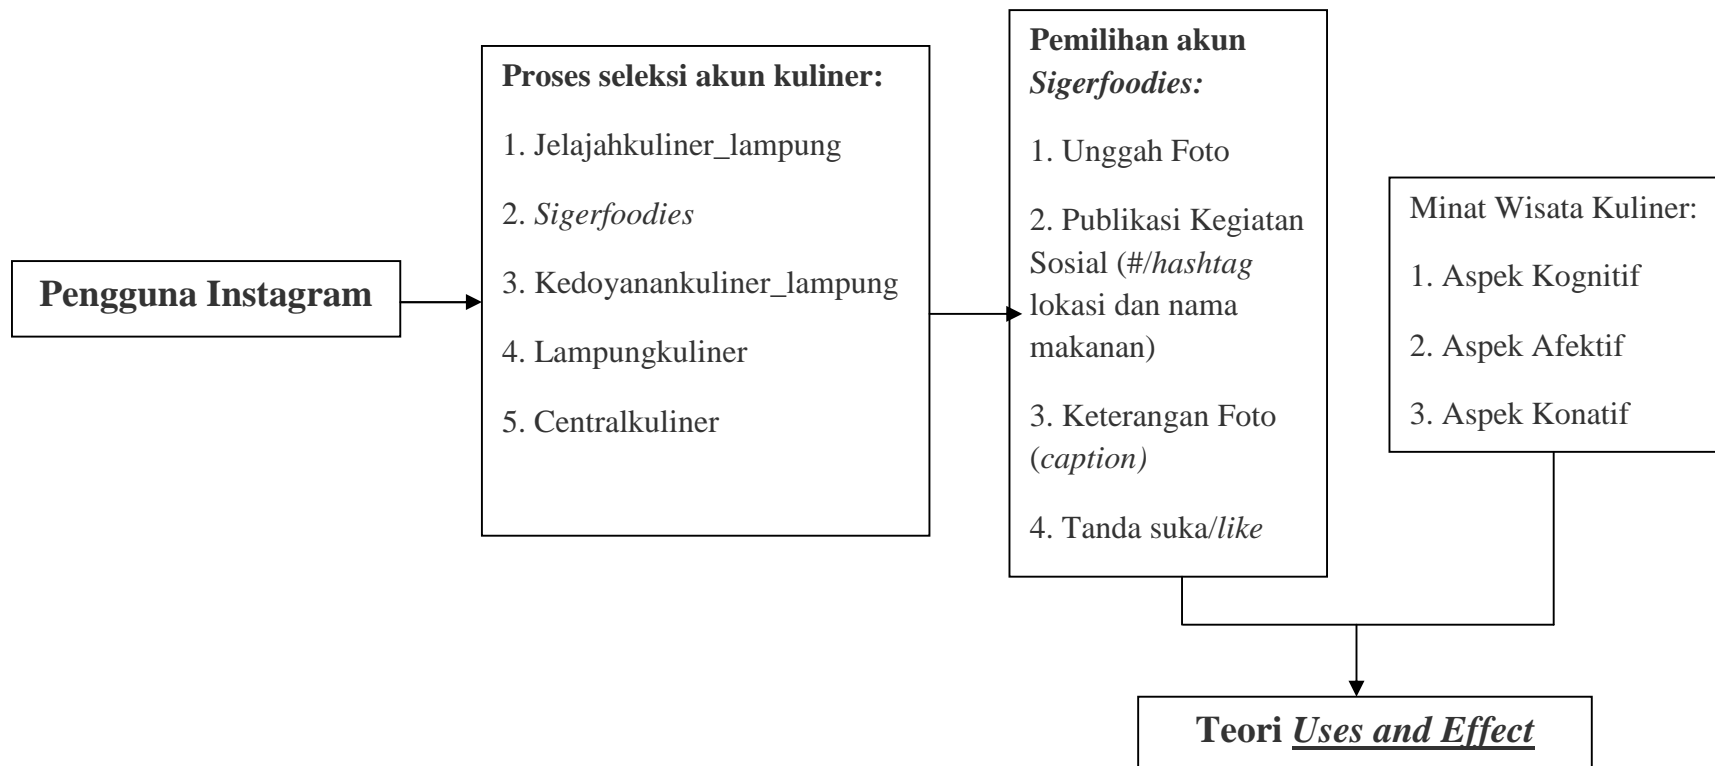 Pengguna Instagram
Proses seleksi akun kuliner:
1. Jelajahkuliner_lampung
2. Sigerfoodies
3. Kedoyanankuliner_lampung
4. Lampungkuliner
5. Centralkuliner
Pemilihan akun
Sigerfoodies:
1. Unggah Foto
2. Publikasi Kegiatan
Sosial (#/hashtag
lokasi dan nama
makanan)
3. Keterangan Foto
(caption)
4. Tanda suka/like
Minat Wisata Kuliner:
1. Aspek Kognitif
2. Aspek Afektif
3. Aspek Konatif
Teori Uses and Effect